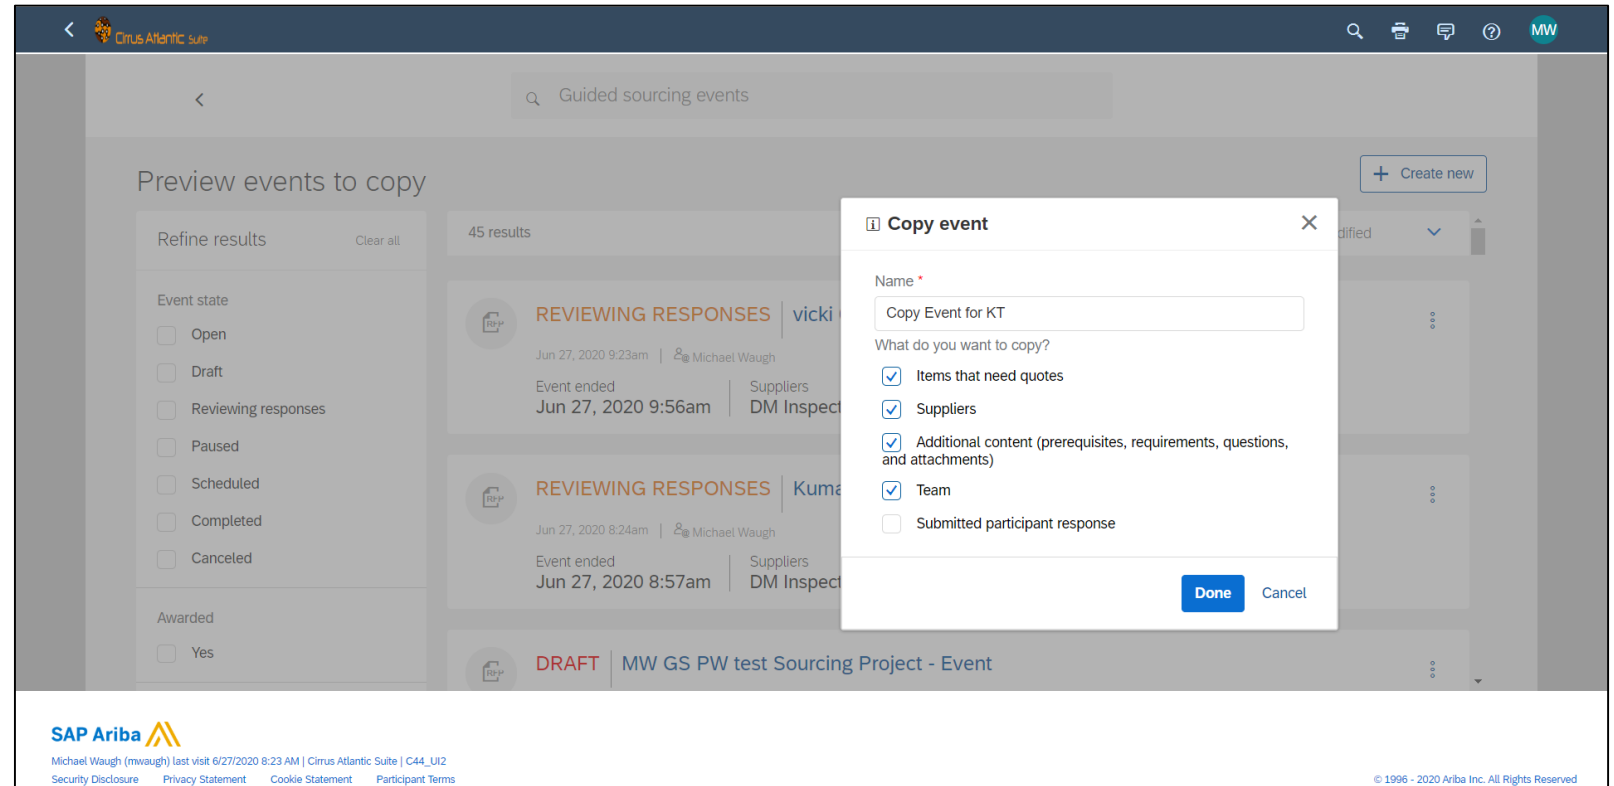 Cirrus Atlantic Suite
MW
Guided sourcing events
Preview events to copy
+ Create new
Refine results
Clear all
Event state
Open
Draft
Reviewing responses
Paused
Scheduled
Completed
Canceled
Awarded
Yes
45 results
dified
RFP
REVIEWING RESPONSES | vicki
Jun 27, 2020 9:23am | Michael Waugh
Event ended
Suppliers
Jun 27, 2020 9:56am
DM Inspect
RFP
REVIEWING RESPONSES | Kuma
Jun 27, 2020 8:24am | Michael Waugh
Event ended
Suppliers
Jun 27, 2020 8:57am
DM Inspect
RFP
DRAFT | MW GS PW test Sourcing Project - Event
Copy event
Name *
Copy Event for KT
What do you want to copy?
Items that need quotes
Suppliers
Additional content (prerequisites, requirements, questions,
and attachments)
Team
Submitted participant response
Done
Cancel
SAP Ariba
Michael Waugh (mwaugh) last visit 6/27/2020 8:23 AM | Cirrus Atlantic Suite | C44_UI2
Security Disclosure Privacy Statement Cookie Statement Participant Terms
© 1996 - 2020 Ariba Inc. All Rights Reserved